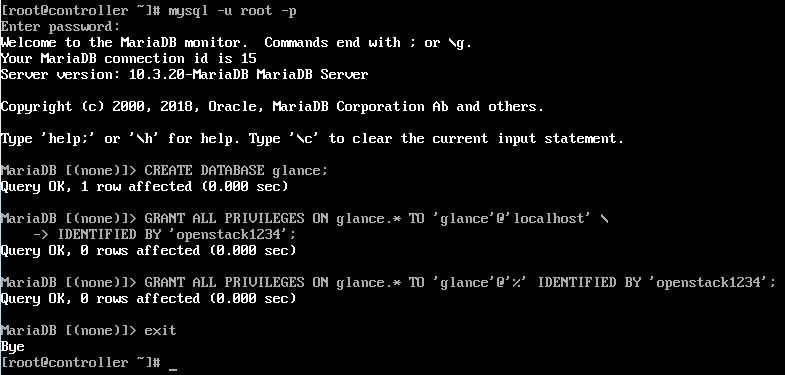 [root@controller ~]# mysql -u root -p
Enter password:
Welcome to the MariaDB monitor.  Commands end with ; or \g.
Your MariaDB connection id is 15
Server version: 10.3.20-MariaDB MariaDB Server

Copyright (c) 2000, 2018, Oracle, MariaDB Corporation Ab and others.

Type 'help;' or '\h' for help. Type '\c' to clear the current input statement.

MariaDB [(none)]> CREATE DATABASE glance;
Query OK, 1 row affected (0.000 sec)

MariaDB [(none)]> GRANT ALL PRIVILEGES ON glance.* TO 'glance'@'localhost' \
    -> IDENTIFIED BY 'openstack1234';
Query OK, 0 rows affected (0.000 sec)

MariaDB [(none)]> GRANT ALL PRIVILEGES ON glance.* TO 'glance'@'%' IDENTIFIED BY 'openstack1234';
Query OK, 0 rows affected (0.000 sec)

MariaDB [(none)]> exit
Bye
[root@controller ~]# _